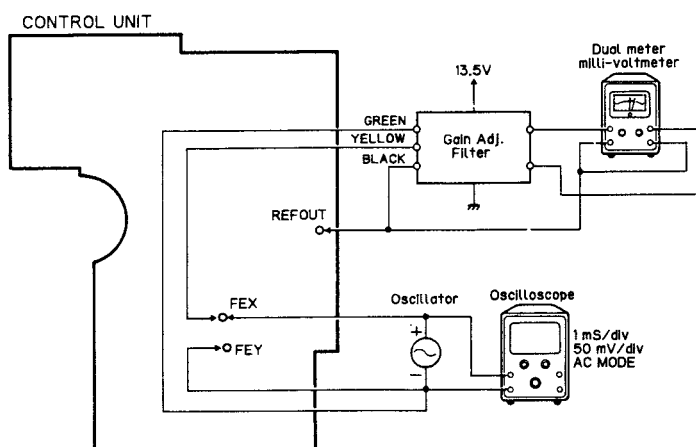 CONTROL UNIT
Dual meter
milli-voltmeter
13.5V
GREEN
YELLOW
BLACK
Gain Adj.
Filter
REFOUT
FEX
Oscillator
Oscilloscope
+
1 mS/div
50 mV/div
AC MODE
FEY
−